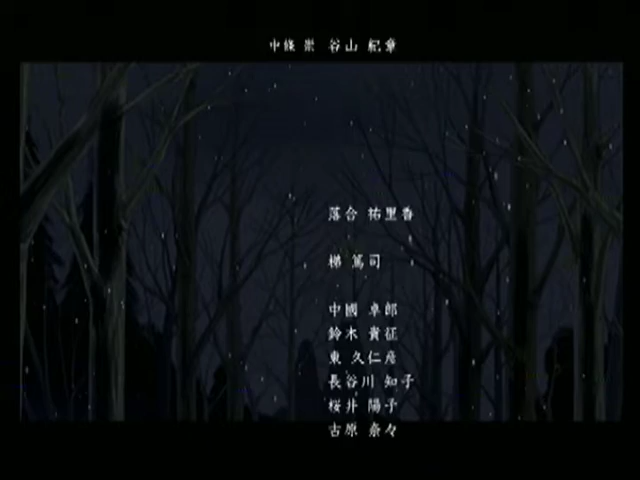 中條 崇 谷山 紀章
落合 祐里香
梯 篤司
中國 卓郎
鈴木 貴征
東 久仁彦
長谷川 知子
桜井 陽子
吉原 奈々